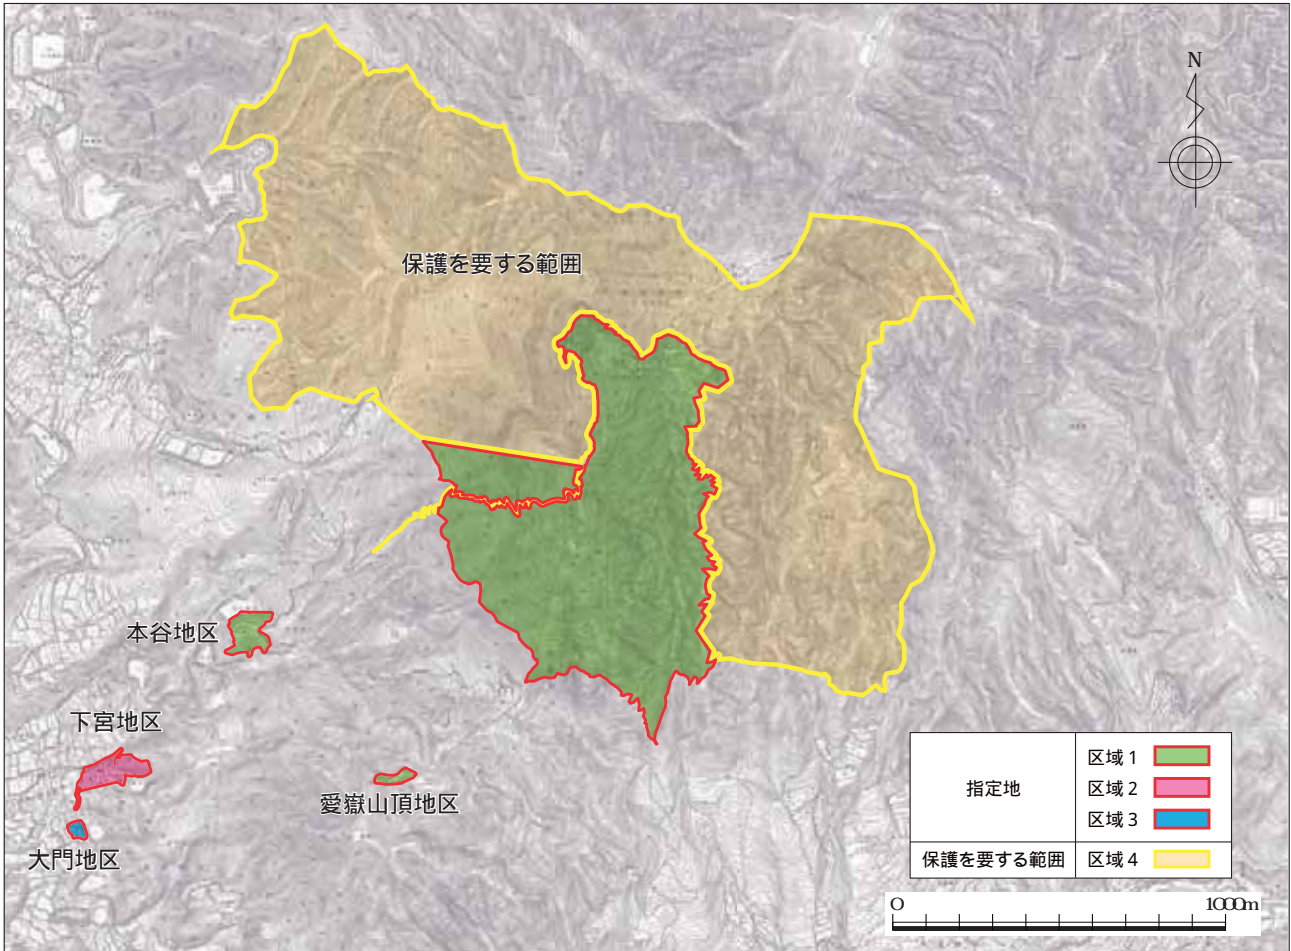 N
保護を要する範囲
本谷地区
下宮地区
愛嶽山頂地区
大門地区
指定地
区域 1
区域 2
区域 3
保護を要する範囲
区域 4
0 1000m